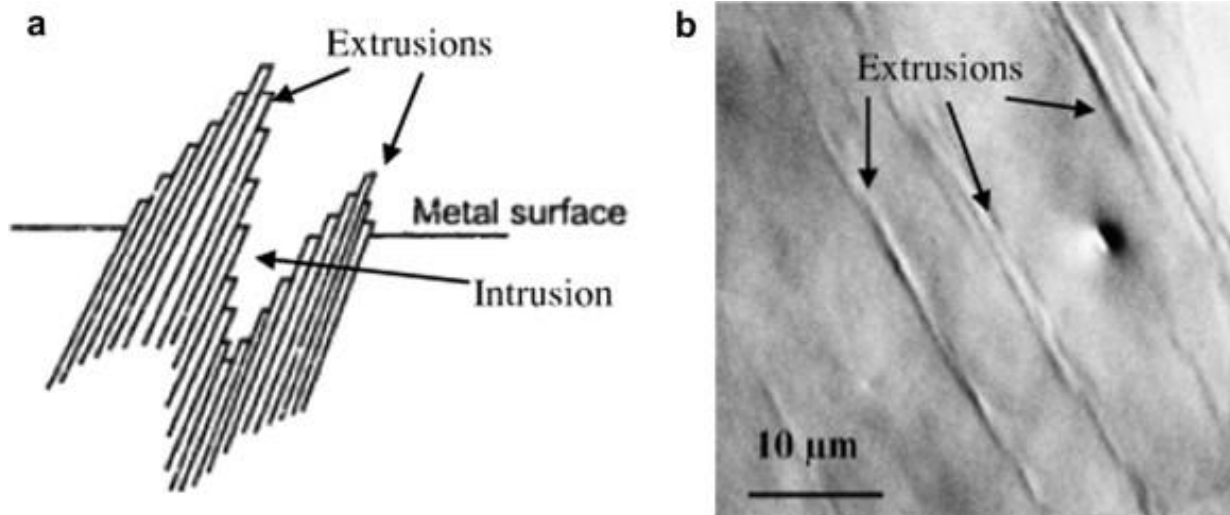 a
Extrusions
Metal surface
Intrusion
b
Extrusions
10 μm